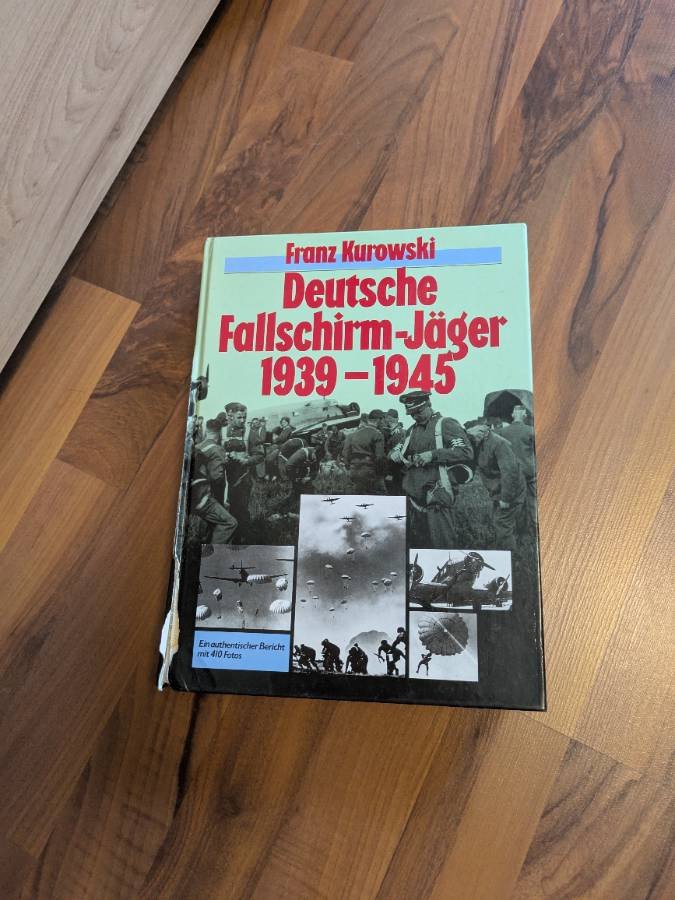 Franz Kurowski
Deutsche
Fallschirm-Jäger
1939–1945
Ein authentischer Bericht
mit 410 Fotos